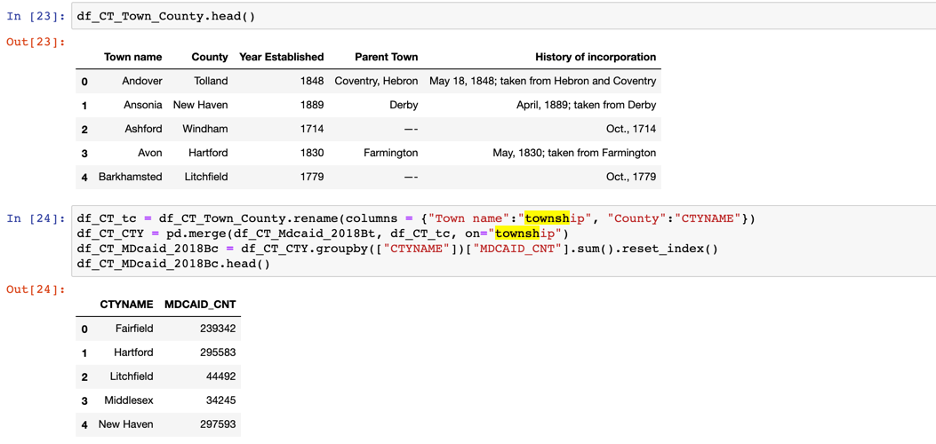 In [23]: df_CT_Town_County.head()
Out[23]:
Town name County Year Established Parent Town History of incorporation
0 Andover Tolland 1848 Coventry, Hebron May 18, 1848; taken from Hebron and Coventry
1 Ansonia New Haven 1889 Derby April, 1889; taken from Derby
2 Ashford Windham 1714 —- Oct., 1714
3 Avon Hartford 1830 Farmington May, 1830; taken from Farmington
4 Barkhamsted Litchfield 1779 —- Oct., 1779
In [24]: df_CT_tc = df_CT_Town_County.rename(columns = {"Town name":"township", "County":"CTYNAME"})
df_CT_CTY = pd.merge(df_CT_Mdcaid_2018Bt, df_CT_tc, on="township")
df_CT_MDcaid_2018Bc = df_CT_CTY.groupby(["CTYNAME"])["MDCAID_CNT"].sum().reset_index()
df_CT_MDcaid_2018Bc.head()
Out[24]:
CTYNAME MDCAID_CNT
0 Fairfield 239342
1 Hartford 295583
2 Litchfield 44492
3 Middlesex 34245
4 New Haven 297593